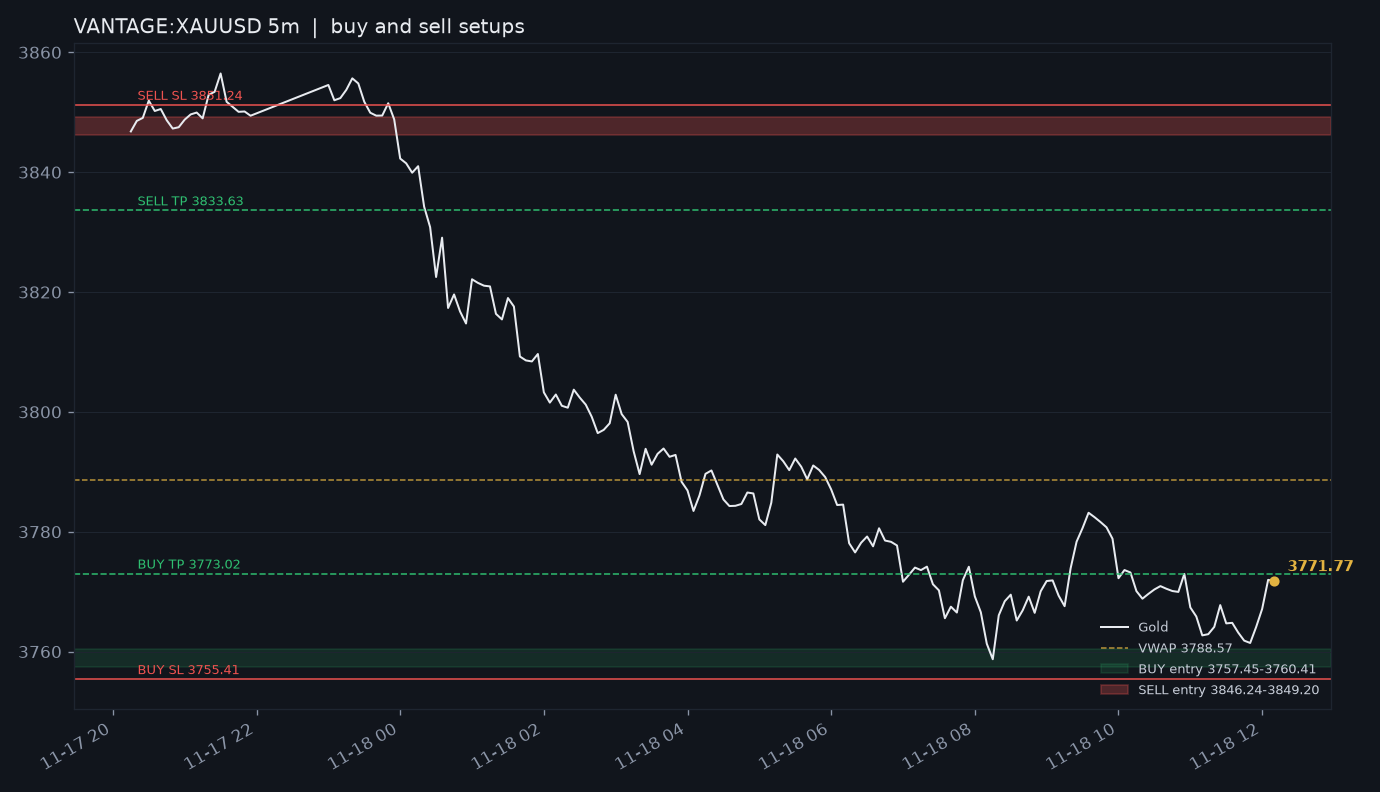 VANTAGE:XAUUSD 5m | buy and sell setups
3860
SELL SL 3851.24
3840
SELL TP 3833.63
3820
3800
3780
BUY TP 3773.02
3771.77
3760
BUY SL 3755.41
Gold
VWAP 3788.57
BUY entry 3757.45-3760.41
SELL entry 3846.24-3849.20
11-17 20
11-17 22
11-18 00
11-18 02
11-18 04
11-18 06
11-18 08
11-18 10
11-18 12